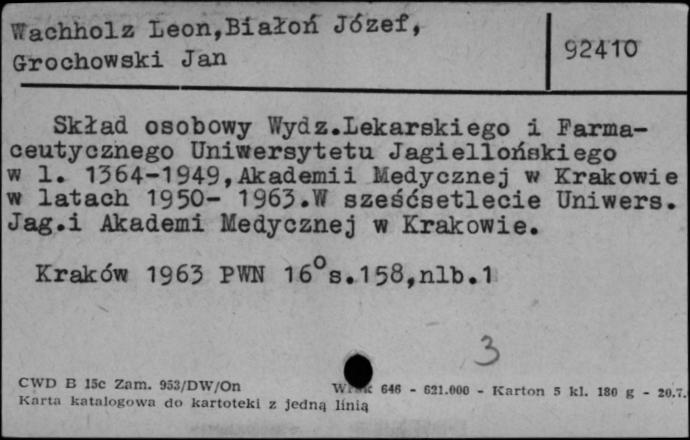 Wachholz Leon,Białoń Józef,
Grochowski Jan
92410
Skład osobowy Wydz.Lekarskiego i Farma-
ceutycznego Uniwersytetu Jagiellońskiego
w l. 1364-1949,Akademii Medycznej w Krakowie
w latach 1950- 1963.W sześćsetlecie Uniwers.
Jag.i Akademi Medycznej w Krakowie.
Kraków 1963 PWN 16°s.158,nlb.1
3
CWD B 15c Zam. 953/DW/On 646 - 621.000 - Karton 5 kl. 180 g - 20.7.
Karta katalogowa do kartoteki z jedną linią